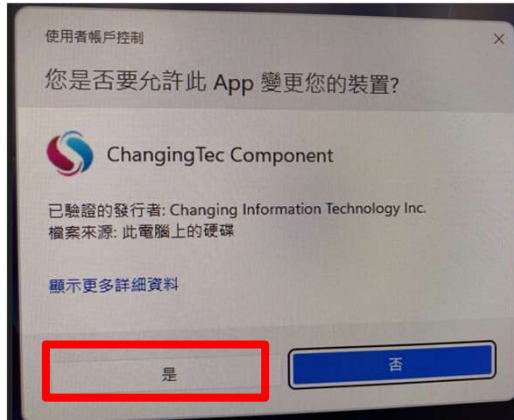 使用者帳戶控制
您是否要允許此 App 變更您的裝置?
ChangingTec Component
已驗證的發行者: Changing Information Technology Inc.
檔案來源: 此電腦上的硬碟
顯示更多詳細資料
是
否